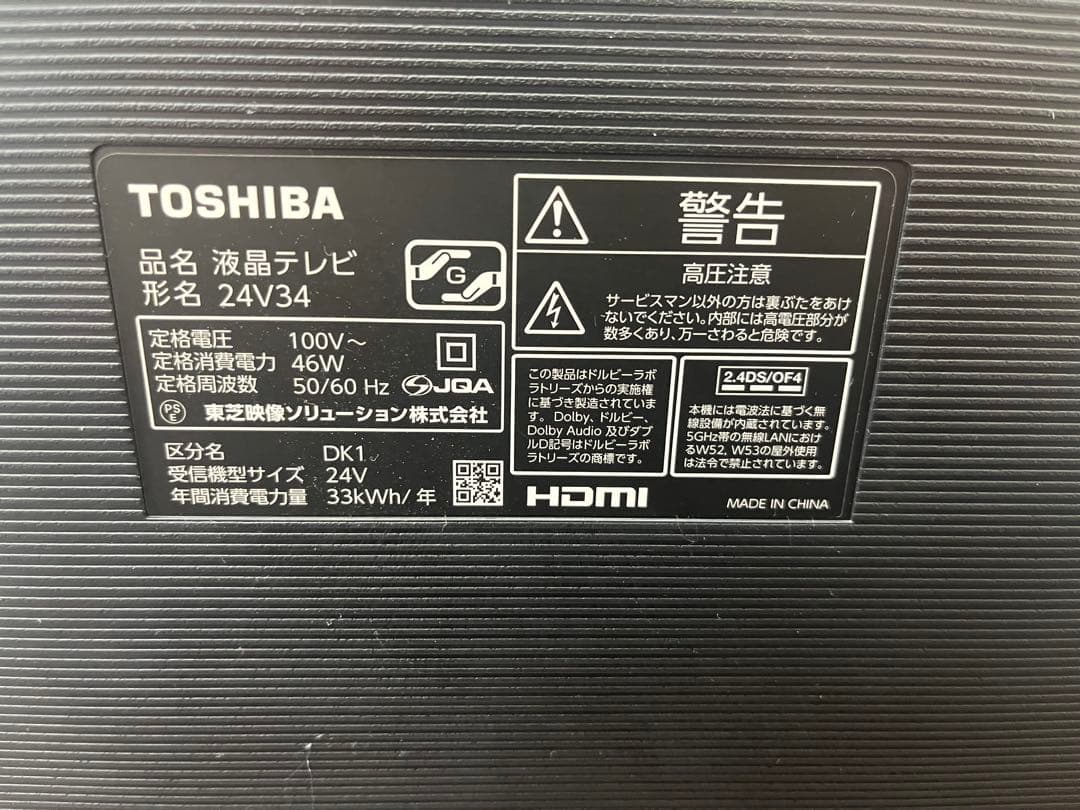 TOSHIBA
品名 液晶テレビ
形名 24V34
G
定格電圧 100V~
定格消費電力 46W
定格周波数 50/60 Hz
JQA
PS
E
東芝映像ソリューション株式会社
区分名 DK1
受信機型サイズ 24V
年間消費電力量 33kWh/年
警告
高圧注意
サービスマン以外の方は裏ぶたをあけ
ないでください。内部には高電圧部分が
数多くあり、万一さわると危険です。
この製品はドルビーラボ
ラトリーズからの実施権
に基づき製造されていま
す。Dolby、ドルビー、
Dolby Audio 及びダブ
ルD記号はドルビーラボ
ラトリーズの商標です。
2.4DS/OF4
本機には電波法に基づく無
線設備が内蔵されています。
5GHz帯の無線LANにおけ
るW52、W53の屋外使用
は法令で禁止されています。
HDMI
MADE IN CHINA